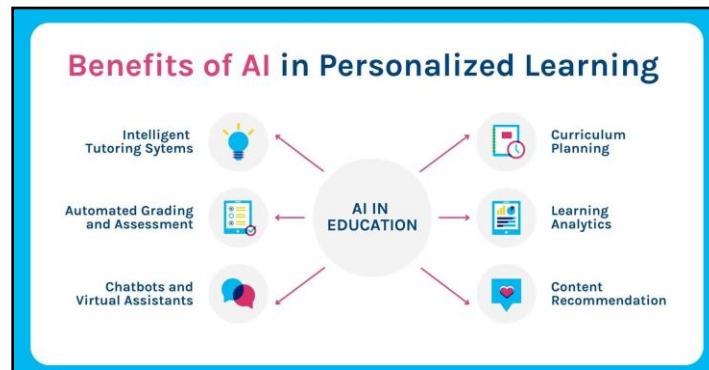 Benefits of AI in Personalized Learning
Intelligent
Tutoring Sytems
Automated Grading
and Assessment
Chatbots and
Virtual Assistants
AI IN
EDUCATION
Curriculum
Planning
Learning
Analytics
Content
Recommendation